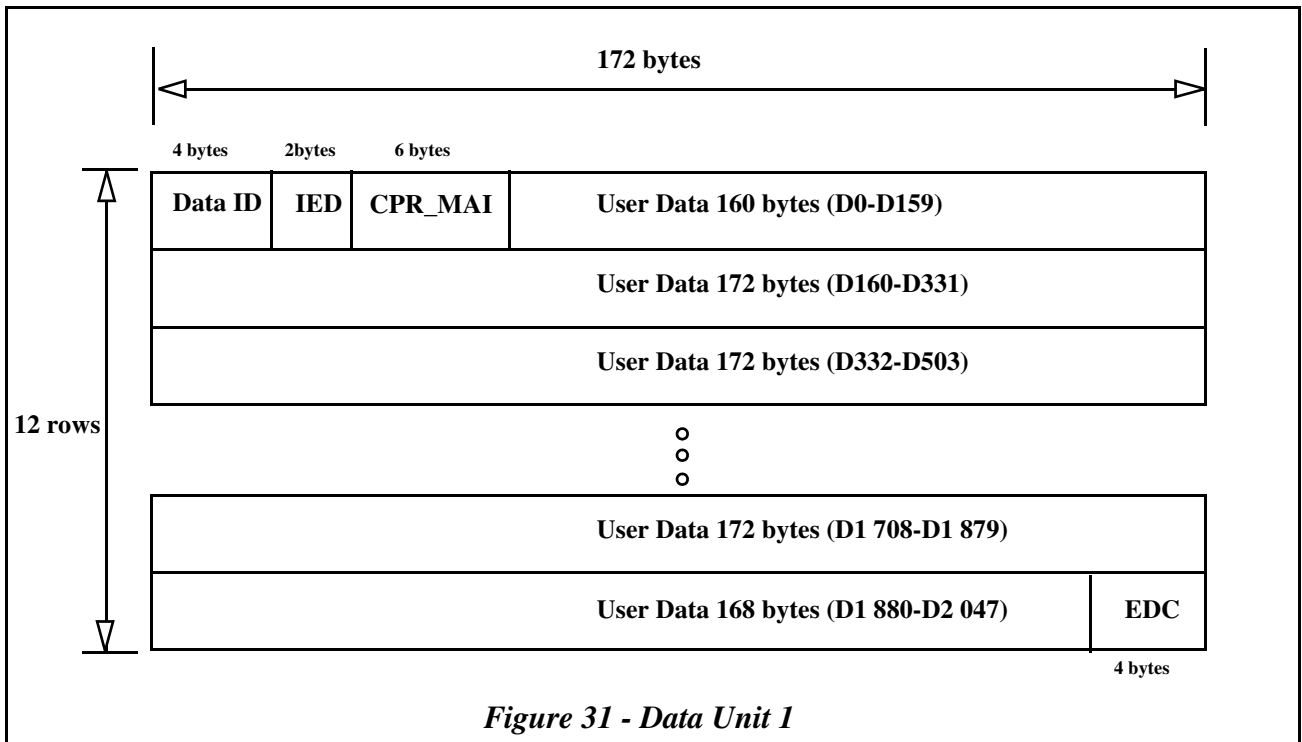 172 bytes
4 bytes 2bytes 6 bytes
Data ID IED CPR_MAI User Data 160 bytes (D0-D159)
User Data 172 bytes (D160-D331)
User Data 172 bytes (D332-D503)
12 rows
User Data 172 bytes (D1 708-D1 879)
User Data 168 bytes (D1 880-D2 047) EDC
4 bytes
Figure 31 - Data Unit 1